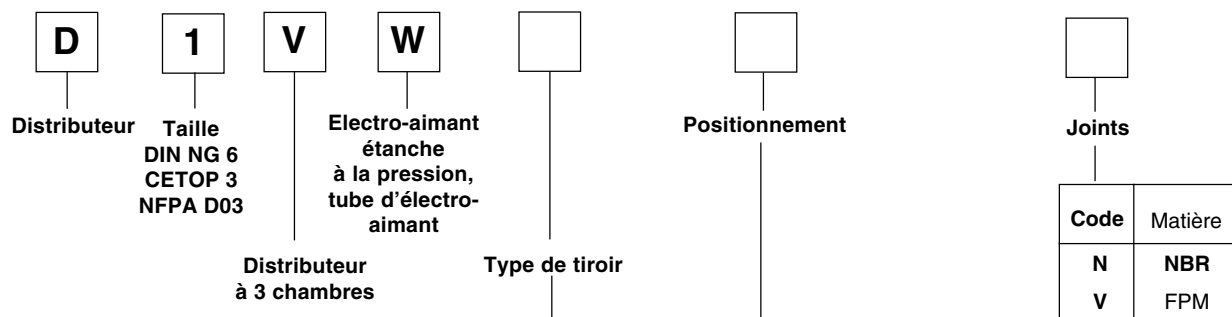 D 1 V W
Distributeur
Taille
DIN NG 6
CETOP 3
NFPA D03
Electro-aimant
étanche
à la pression,
tube d'électro-
aimant
Positionnement
Joints
Distributeur
à 3 chambres
Type de tiroir
Code Matière
N NBR
V FPM